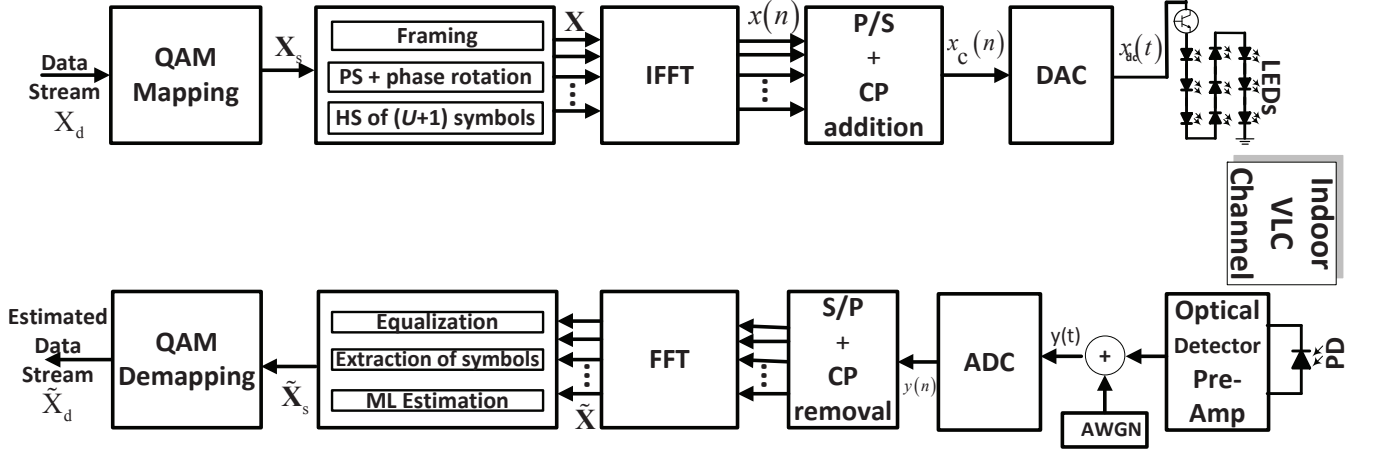 Data
Stream
X_d
QAM
Mapping
X_s
Framing
PS + phase rotation
HS of (U+1) symbols
X
IFFT
x(n)
P/S
+
CP
addition
x_c(n)
DAC
LEDs
Indoor
VLC
Channel
Estimated
Data
Stream
X̃_d
QAM
Demapping
X̃_s
Equalization
Extraction of symbols
ML Estimation
X̃
FFT
S/P
+
CP
removal
y(n)
ADC
y(t)
+
AWGN
Optical
Detector
Pre-
Amp
PD